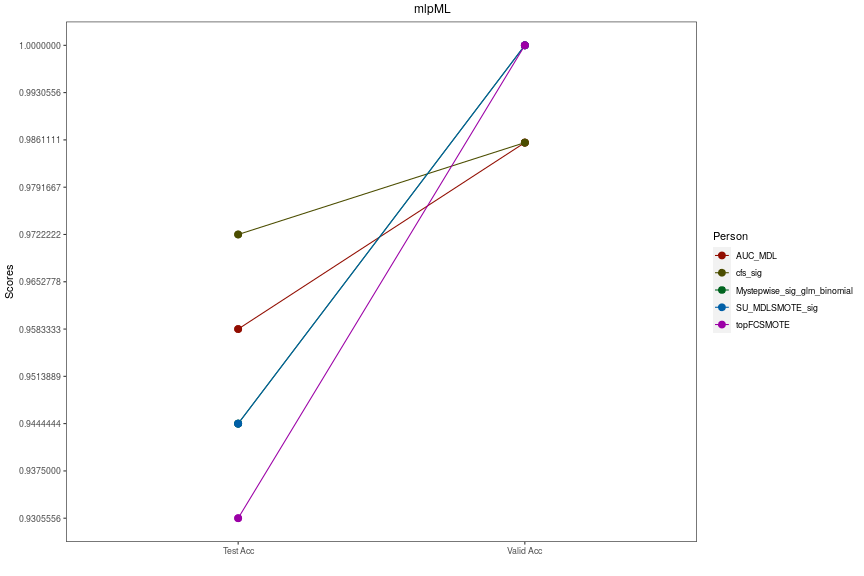 mlpML
Scores
1.0000000
0.9930556
0.9861111
0.9791667
0.9722222
0.9652778
0.9583333
0.9513889
0.9444444
0.9375000
0.9305556
Test Acc
Valid Acc
Person
AUC_MDL
cfs_sig
Mystepwise_sig_glm_binomial
SU_MDLSMOTE_sig
topFCSMOTE